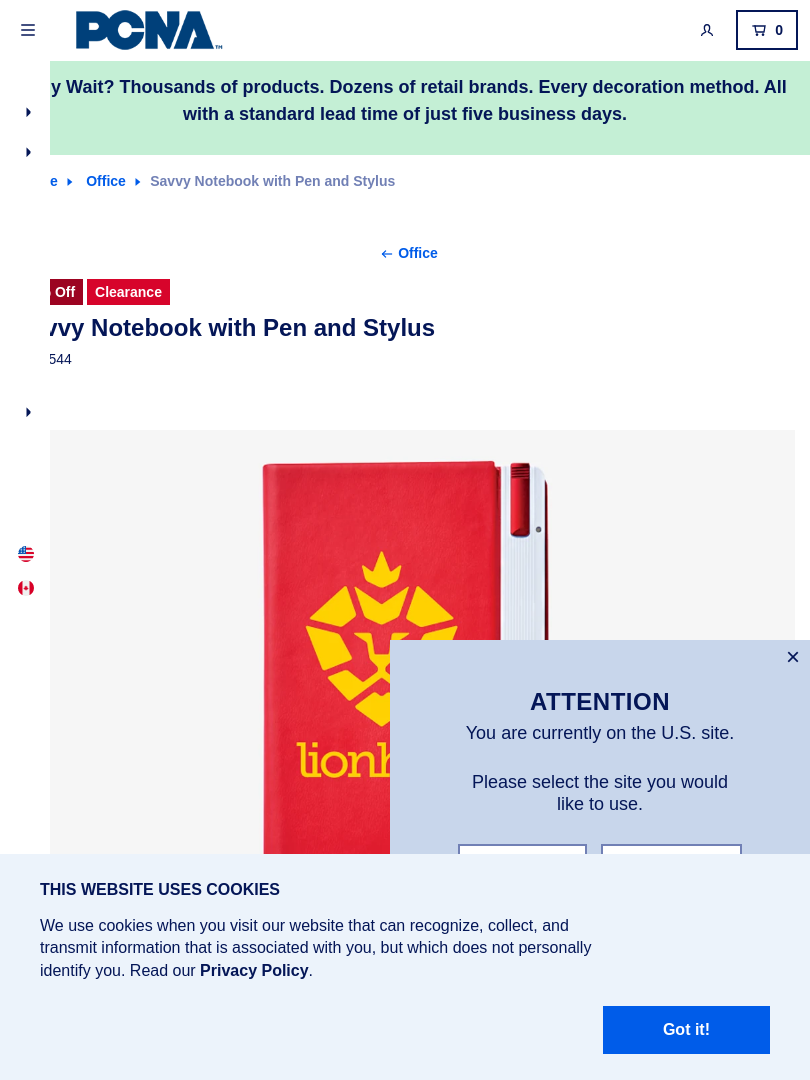 PCNA™
0
y Wait? Thousands of products. Dozens of retail brands. Every decoration method. All
with a standard lead time of just five business days.
e Office Savvy Notebook with Pen and Stylus
← Office
Off Clearance
vvy Notebook with Pen and Stylus
544
lionh
ATTENTION
You are currently on the U.S. site.
Please select the site you would
like to use.
THIS WEBSITE USES COOKIES
We use cookies when you visit our website that can recognize, collect, and
transmit information that is associated with you, but which does not personally
identify you. Read our Privacy Policy.
Got it!